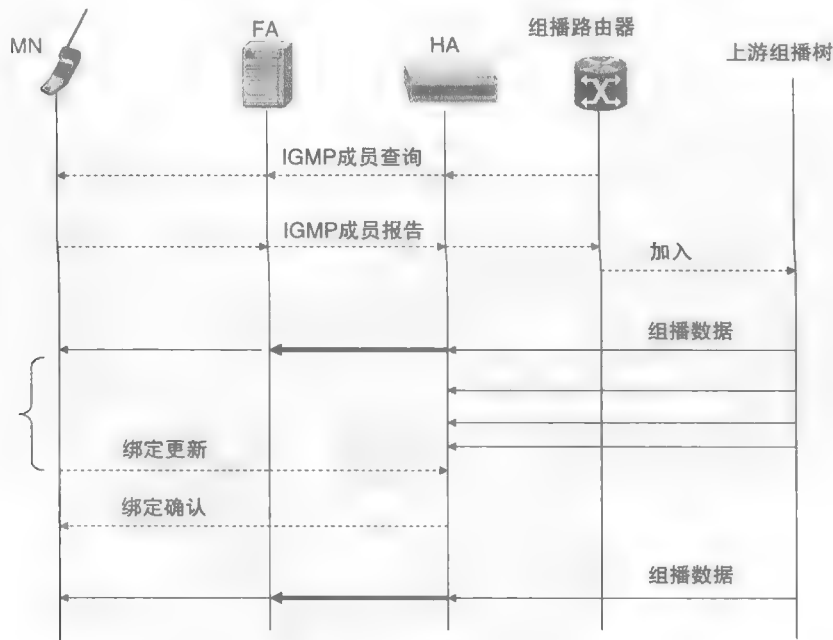 MN
FA
HA
组播路由器
上游组播树
IGMP成员查询
IGMP成员报告
加入
组播数据
绑定更新
绑定确认
组播数据